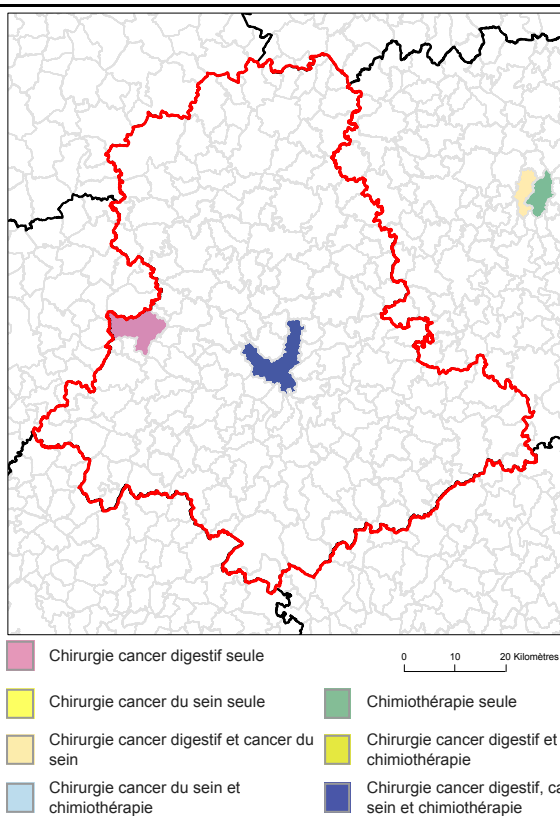 Chirurgie cancer digestif seule
0 10 20 Kilomètres
Chirurgie cancer du sein seule
Chimiothérapie seule
Chirurgie cancer digestif et cancer du
sein
Chirurgie cancer digestif et
chimiothérapie
Chirurgie cancer du sein et
chimiothérapie
Chirurgie cancer digestif, ca
sein et chimiothérapie